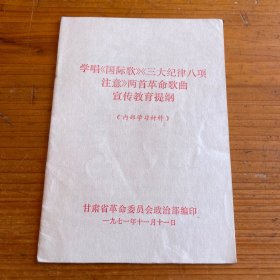 学唱《国际歌》《三大纪律八项
注意》两首革命歌曲
宣传教育提纲
（内部学习材料）
甘肃省革命委员会政治部编印
一九七一年十一月十一日